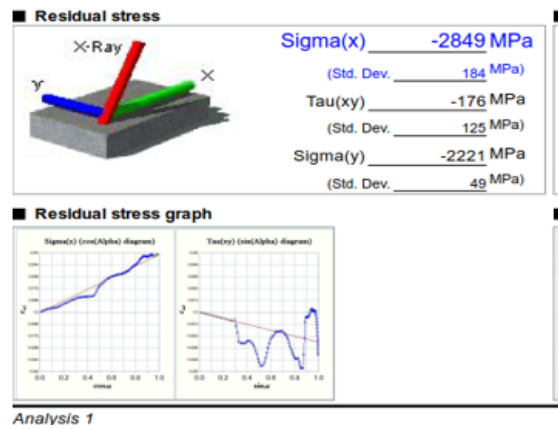 ■ Residual stress
X-Ray
y
X
Sigma(x) -2849 MPa
(Std. Dev. 184 MPa)
Tau(xy) -176 MPa
(Std. Dev. 125 MPa)
Sigma(y) -2221 MPa
(Std. Dev. 49 MPa)
■ Residual stress graph
Sigma(x) (cos(Alpha) diagram)
0.0 0.2 0.4 0.6 0.8 1.0
cosα
Tau(xy) (sin(Alpha) diagram)
0.0 0.2 0.4 0.6 0.8 1.0
sinα
Analysis 1